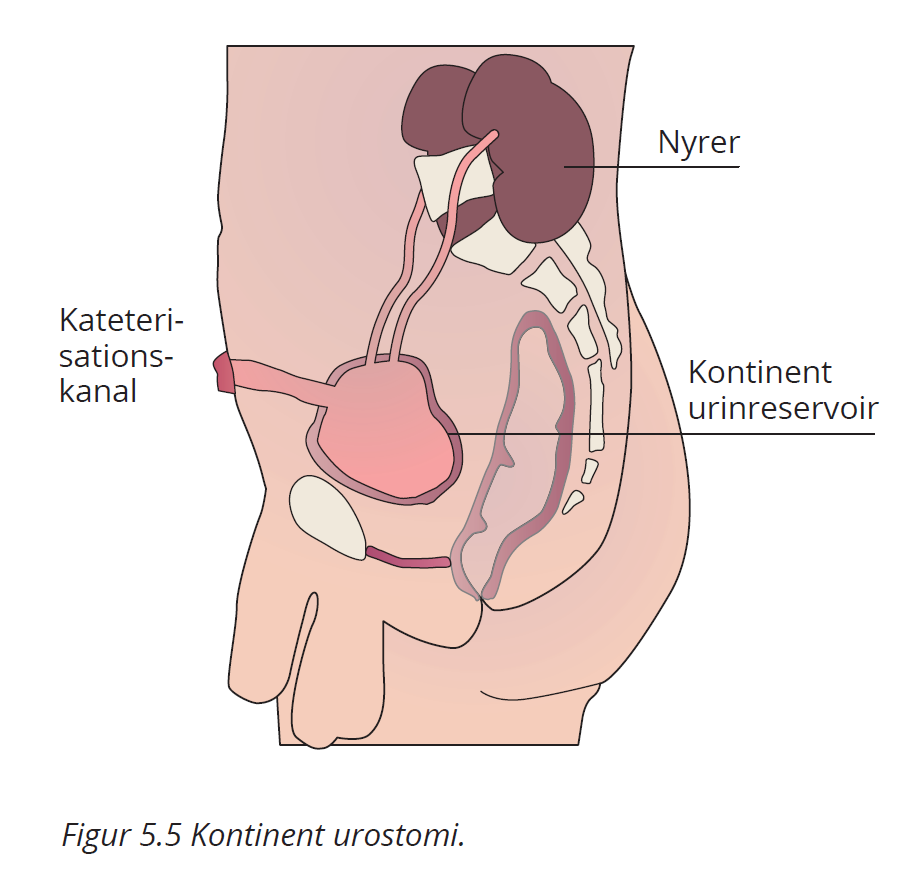 Nyrer
Kateteri-
sations-
kanal
Kontinent
urinreservoir
Figur 5.5 Kontinent urostomi.